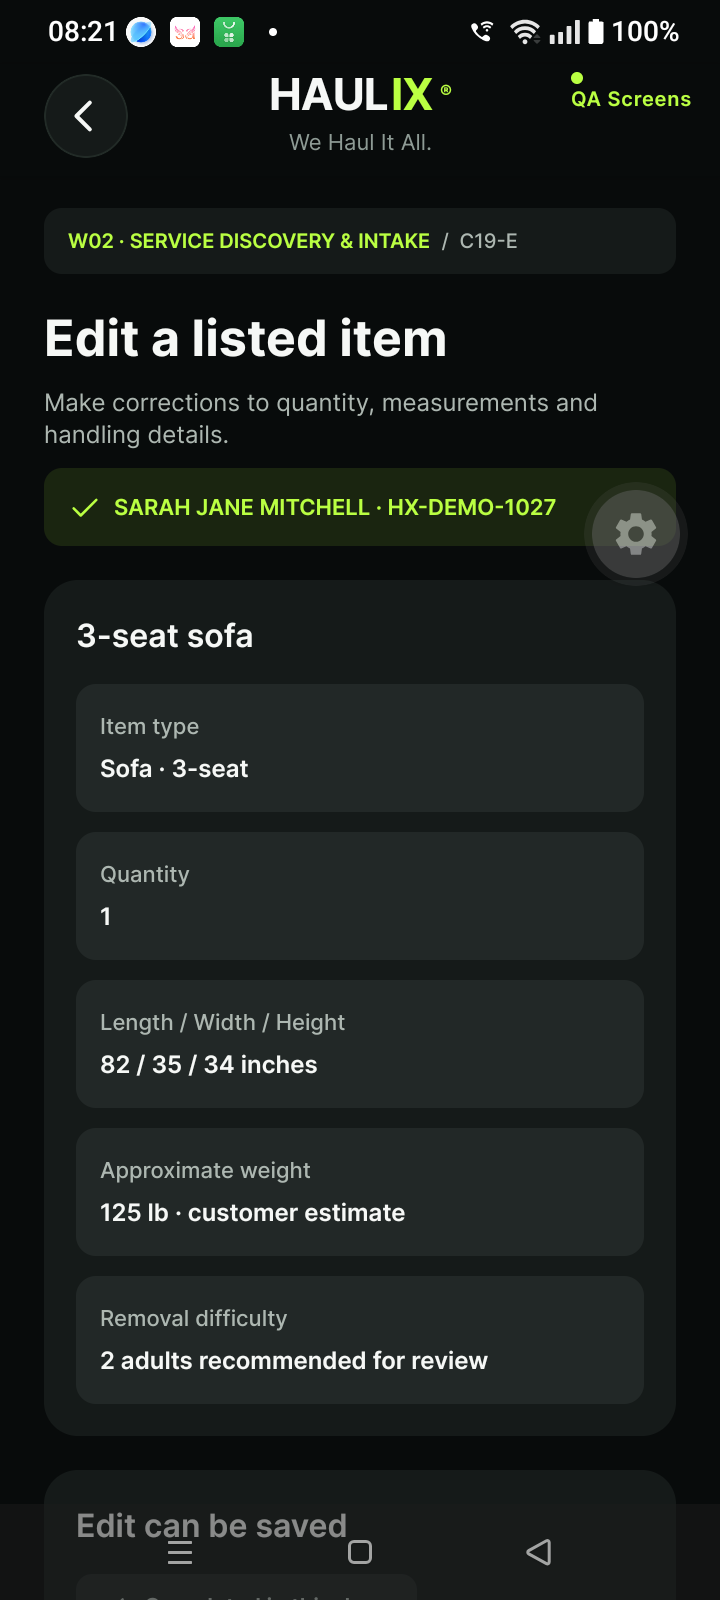 08:21
100%
HAULIX ®
QA Screens
We Haul It All.
W02 · SERVICE DISCOVERY & INTAKE / C19-E
Edit a listed item
Make corrections to quantity, measurements and
handling details.
SARAH JANE MITCHELL · HX-DEMO-1027
3-seat sofa
Item type
Sofa · 3-seat
Quantity
1
Length / Width / Height
82 / 35 / 34 inches
Approximate weight
125 lb · customer estimate
Removal difficulty
2 adults recommended for review
Edit can be saved